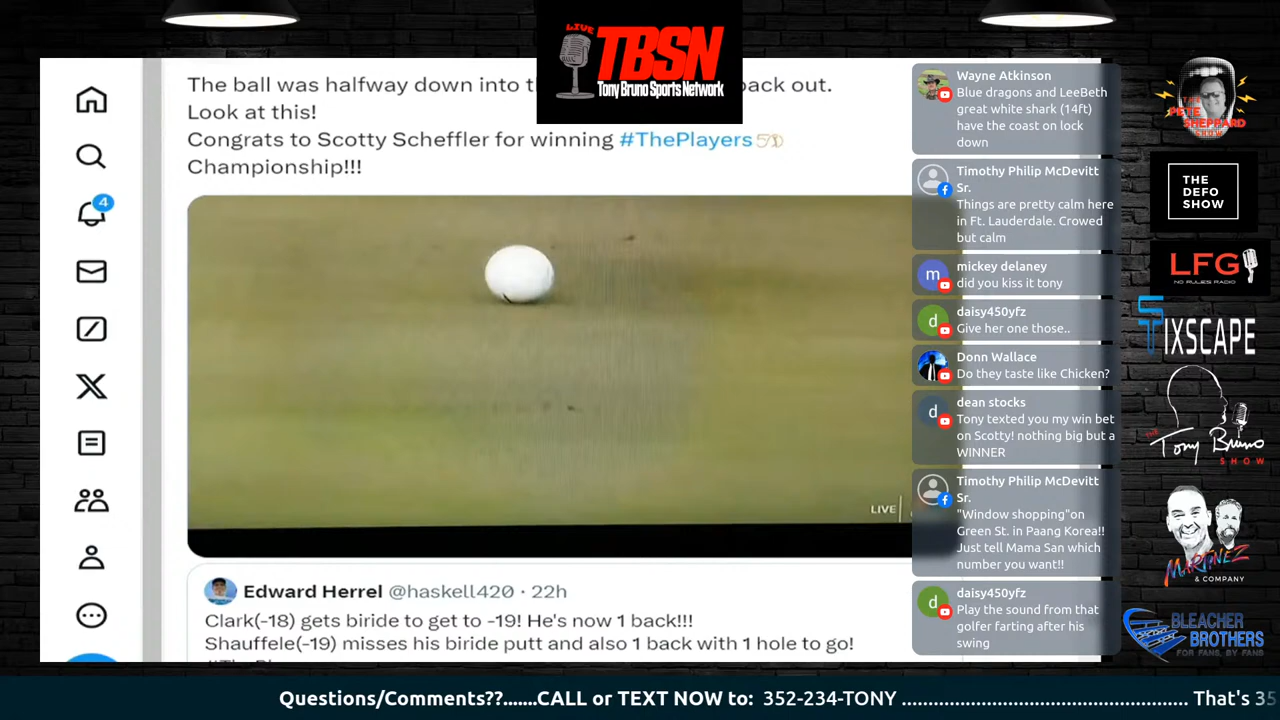 LIVE
TBSN
Tony Bruno Sports Network
The ball was halfway down into th back out.
Look at this!
Congrats to Scotty Scheffler for winning #ThePlayers
Championship!!!
4
LIVE
Edward Herrel @haskell420 · 22h
Clark(-18) gets biride to get to -19! He's now 1 back!!!
Shauffele(-19) misses his biride putt and also 1 back with 1 hole to go!
Wayne Atkinson
Blue dragons and LeeBeth
great white shark (14ft)
have the coast on lock
down
Timothy Philip McDevitt
Sr.
Things are pretty calm here
in Ft. Lauderdale. Crowed
but calm
m
mickey delaney
did you kiss it tony
d
daisy450yfz
Give her one those..
Donn Wallace
Do they taste like Chicken?
d
dean stocks
Tony texted you my win bet
on Scotty! nothing big but a
WINNER
Timothy Philip McDevitt
Sr.
"Window shopping"on
Green St. in Paang Korea!!
Just tell Mama San which
number you want!!
d
daisy450yfz
Play the sound from that
golfer farting after his
swing
THE
PETE
SHEPPARD
SHOW
THE
DEFO
SHOW
LFG
NO RULES RADIO
TIXSCAPE
THE
Tony Bruno
SHOW
MARTINEZ
& COMPANY
BLEACHER
BROTHERS
FOR FANS, BY FANS
Questions/Comments??.......CALL or TEXT NOW to: 352-234-TONY ................................................ That's 35